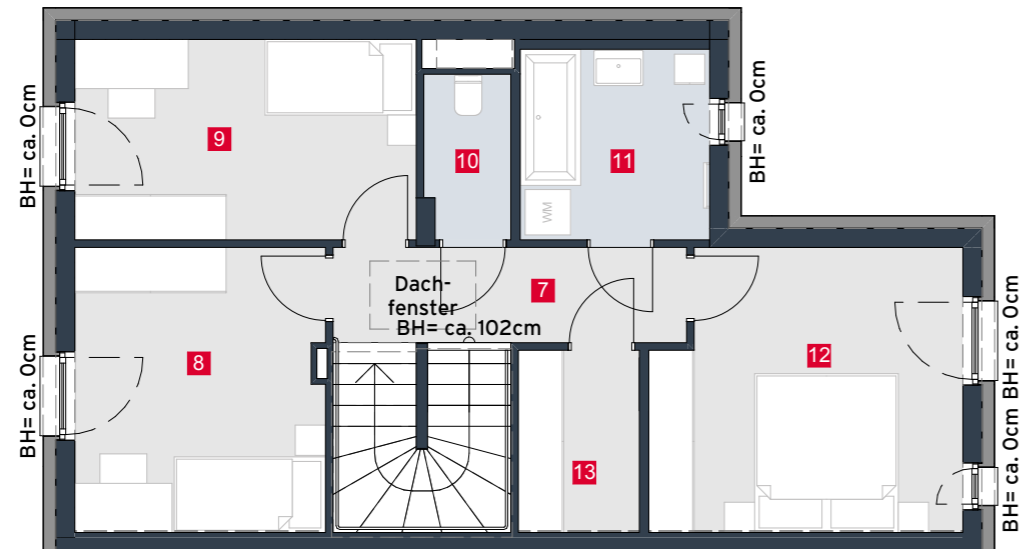 BH= ca. 0cm
9
10
11
WM
BH= ca. 0cm
Dach-
fenster
BH= ca. 102cm
7
8
BH= ca. 0cm
12
BH= ca. 0cm
13
BH= ca. 0cm